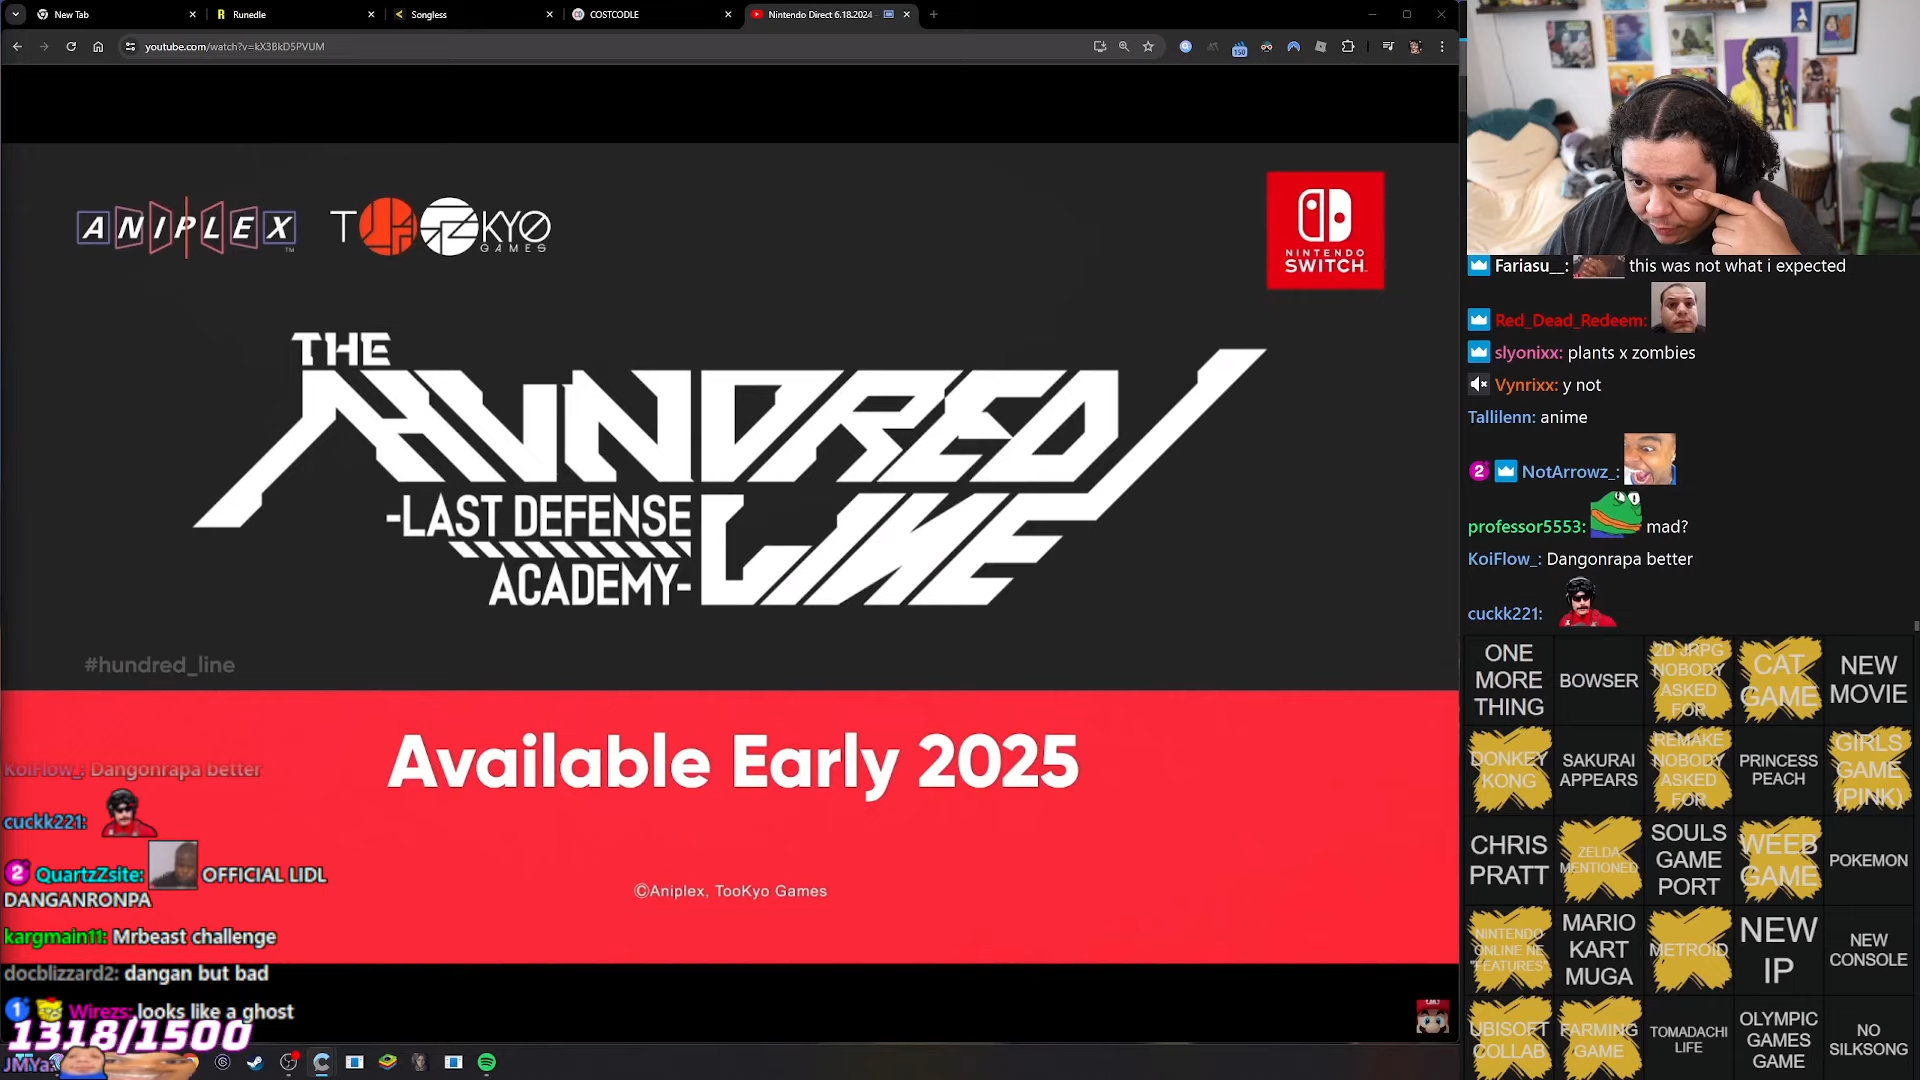 New Tab
Runedle
Songless
COSTCODLE
Nintendo Direct 6.18.2024
youtube.com/watch?v=kX3BkD5PVUM
150
ANIPLEX
TOOKYO
GAMES
NINTENDO
SWITCH
THE
HUNDRED
LINE
-LAST DEFENSE
ACADEMY-
#hundred_line
Available Early 2025
©Aniplex, TooKyo Games
KoiFlow_: Dangonrapa better
cuckk221:
2 QuartzZsite: OFFICIAL LIDL
DANGANRONPA
kargmain11: Mrbeast challenge
docblizzard2: dangan but bad
1 Wirezs: looks like a ghost
1318/1500
Fariasu__: this was not what i expected
Red_Dead_Redeem:
slyonixx: plants x zombies
Vynrixx: y not
Tallilenn: anime
2 NotArrowz_:
professor5553: mad?
KoiFlow_: Dangonrapa better
cuckk221:
ONE
MORE
THING
BOWSER
2D JRPG
NOBODY
ASKED
FOR
CAT
GAME
NEW
MOVIE
DONKEY
KONG
SAKURAI
APPEARS
REMAKE
NOBODY
ASKED
FOR
PRINCESS
PEACH
GIRLS
GAME
(PINK)
CHRIS
PRATT
ZELDA
MENTIONED
SOULS
GAME
PORT
WEEB
GAME
POKEMON
NINTENDO
ONLINE NE
"FEATURES"
MARIO
KART
MUGA
METROID
NEW
IP
NEW
CONSOLE
UBISOFT
COLLAB
FARMING
GAME
TOMADACHI
LIFE
OLYMPIC
GAMES
GAME
NO
SILKSONG